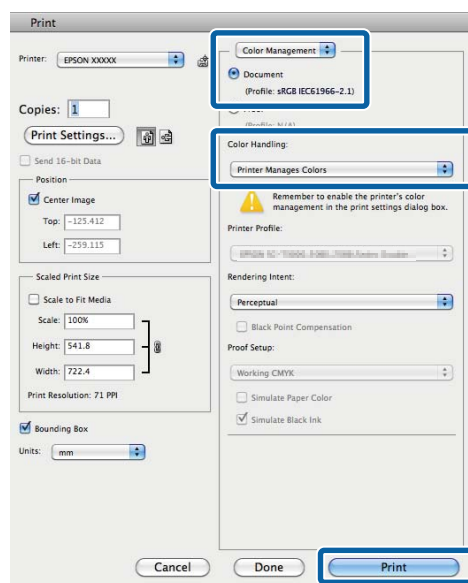 Print
Printer: EPSON XXXXX
Copies: 1
Print Settings...
Send 16-bit Data
Position
Center Image
Top: -125.412
Left: -259.115
Scaled Print Size
Scale to Fit Media
Scale: 100%
Height: 541.8
Width: 722.4
Print Resolution: 71 PPI
Bounding Box
Units: mm
Color Management
Document
(Profile: sRGB IEC61966-2.1)
(Profile: N/A)
Color Handling:
Printer Manages Colors
Remember to enable the printer's color
management in the print settings dialog box.
Printer Profile:
Rendering Intent:
Perceptual
Black Point Compensation
Proof Setup:
Working CMYK
Simulate Paper Color
Simulate Black Ink
Cancel
Done
Print